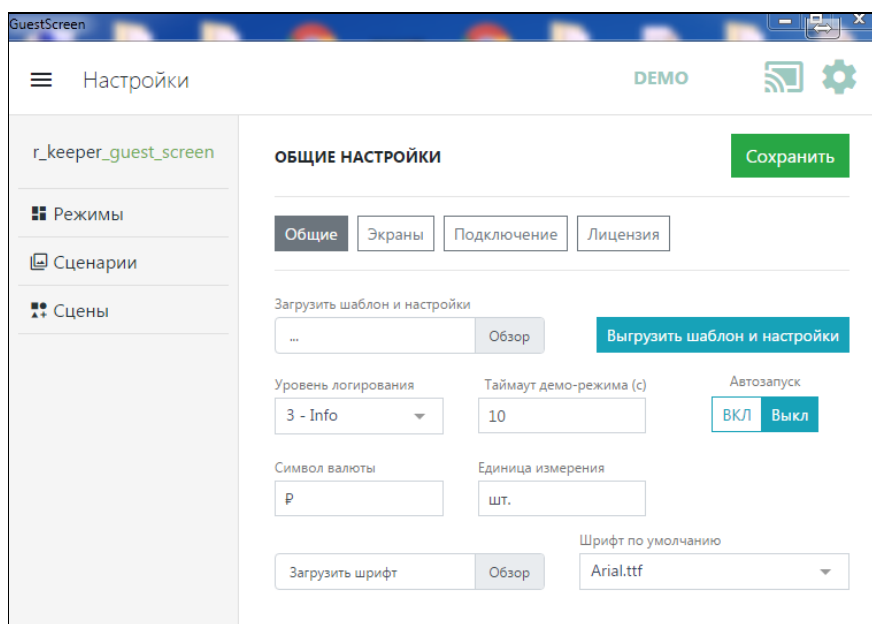 GuestScreen
Настройки
DEMO
r_keeper_guest_screen
Режимы
Сценарии
Сцены
ОБЩИЕ НАСТРОЙКИ
Сохранить
Общие Экраны Подключение Лицензия
Загрузить шаблон и настройки
... Обзор Выгрузить шаблон и настройки
Уровень логирования Таймаут демо-режима (с) Автозапуск
3 - Info 10 ВКЛ Выкл
Символ валюты Единица измерения
₽ шт.
Шрифт по умолчанию
Загрузить шрифт Обзор Arial.ttf